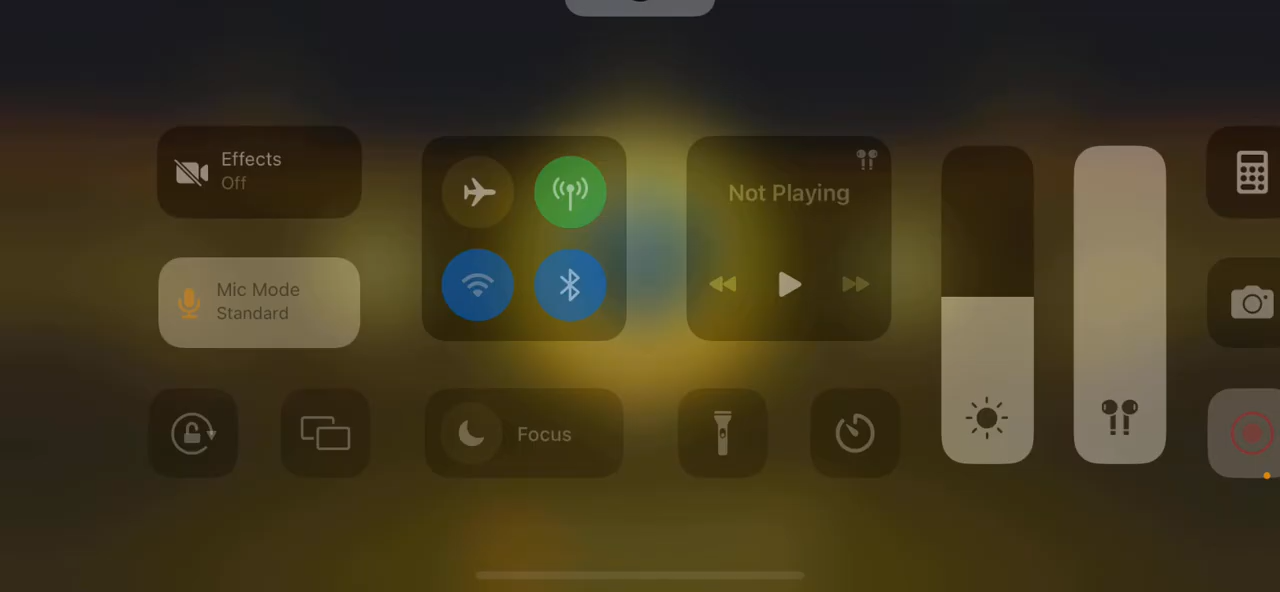 Effects
Off
Mic Mode
Standard
Not Playing
Focus